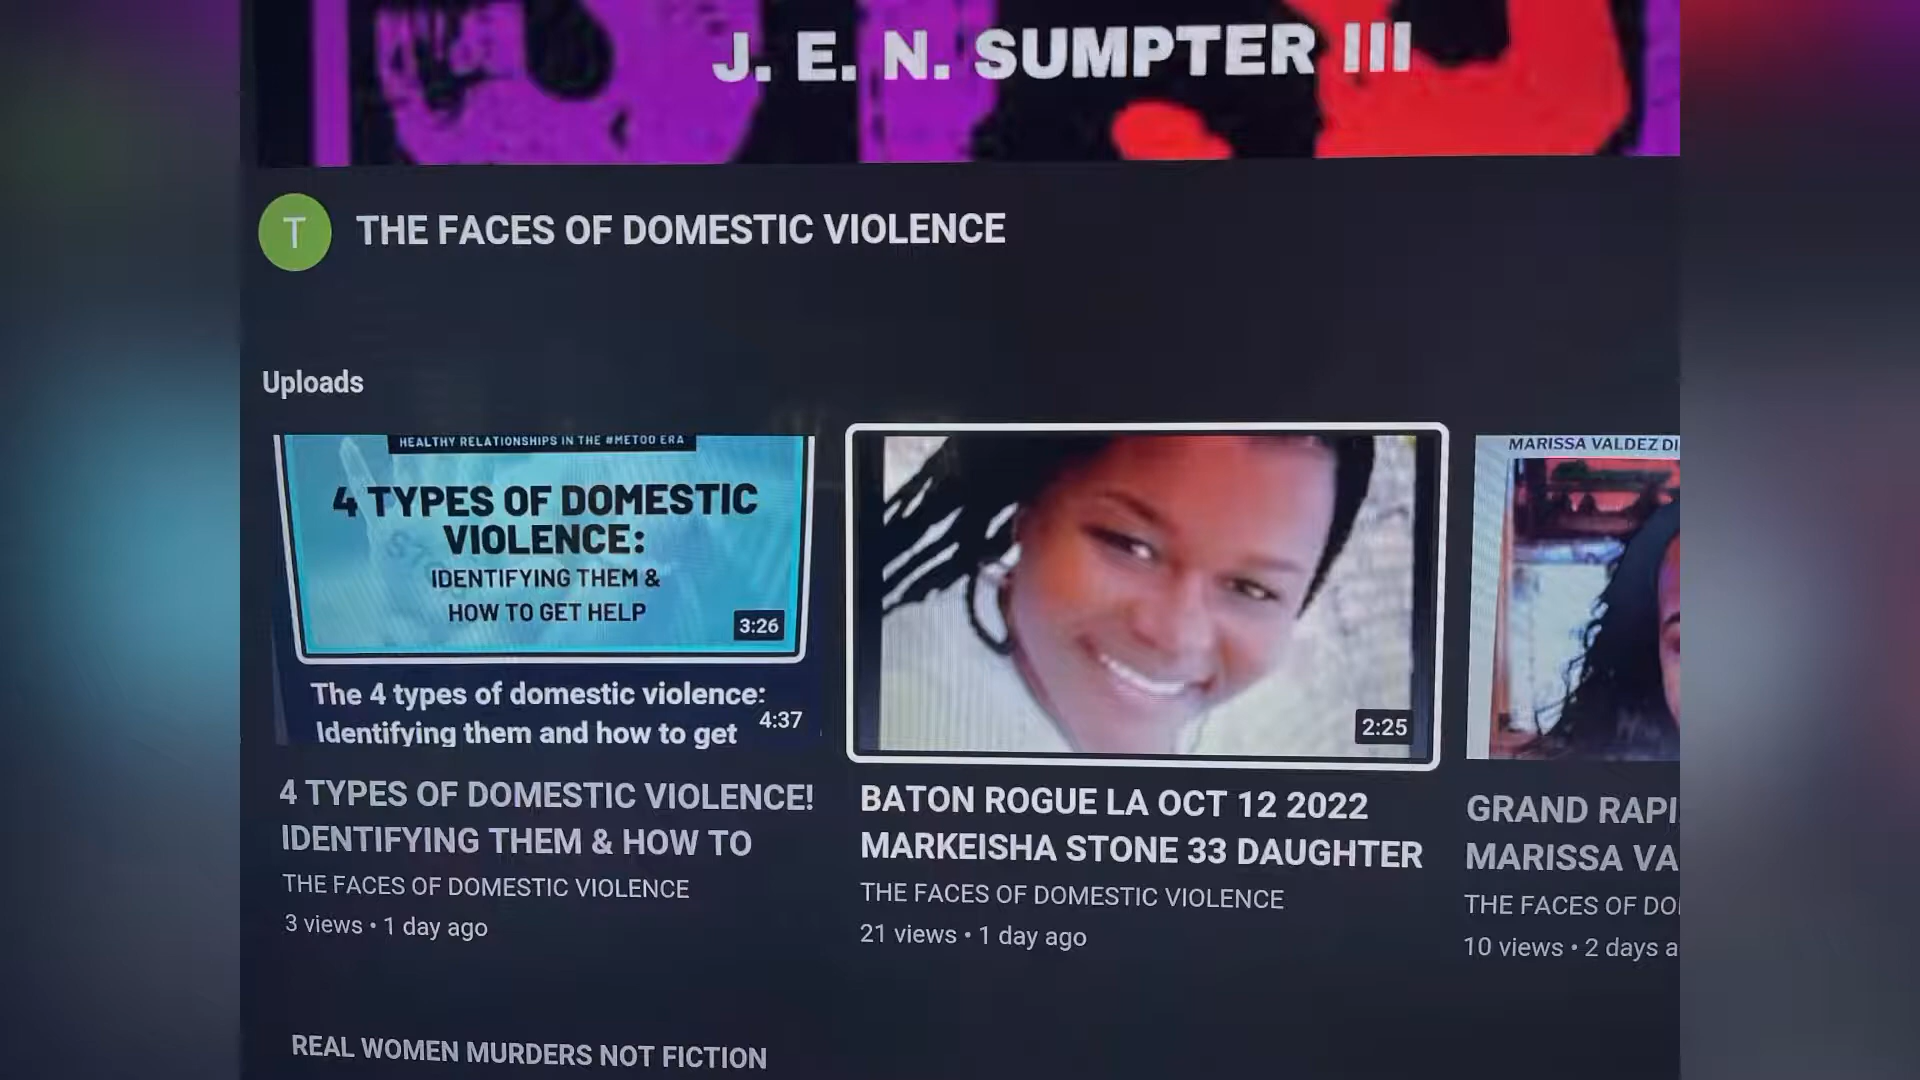 J. E. N. SUMPTER III
T
THE FACES OF DOMESTIC VIOLENCE
Uploads
HEALTHY RELATIONSHIPS IN THE #METOO ERA
4 TYPES OF DOMESTIC
VIOLENCE:
IDENTIFYING THEM &
HOW TO GET HELP
3:26
The 4 types of domestic violence:
Identifying them and how to get
4:37
4 TYPES OF DOMESTIC VIOLENCE!
IDENTIFYING THEM & HOW TO
THE FACES OF DOMESTIC VIOLENCE
3 views • 1 day ago
2:25
BATON ROGUE LA OCT 12 2022
MARKEISHA STONE 33 DAUGHTER
THE FACES OF DOMESTIC VIOLENCE
21 views • 1 day ago
MARISSA VALDEZ DI
GRAND RAPI
MARISSA VA
THE FACES OF DO
10 views • 2 days a
REAL WOMEN MURDERS NOT FICTION